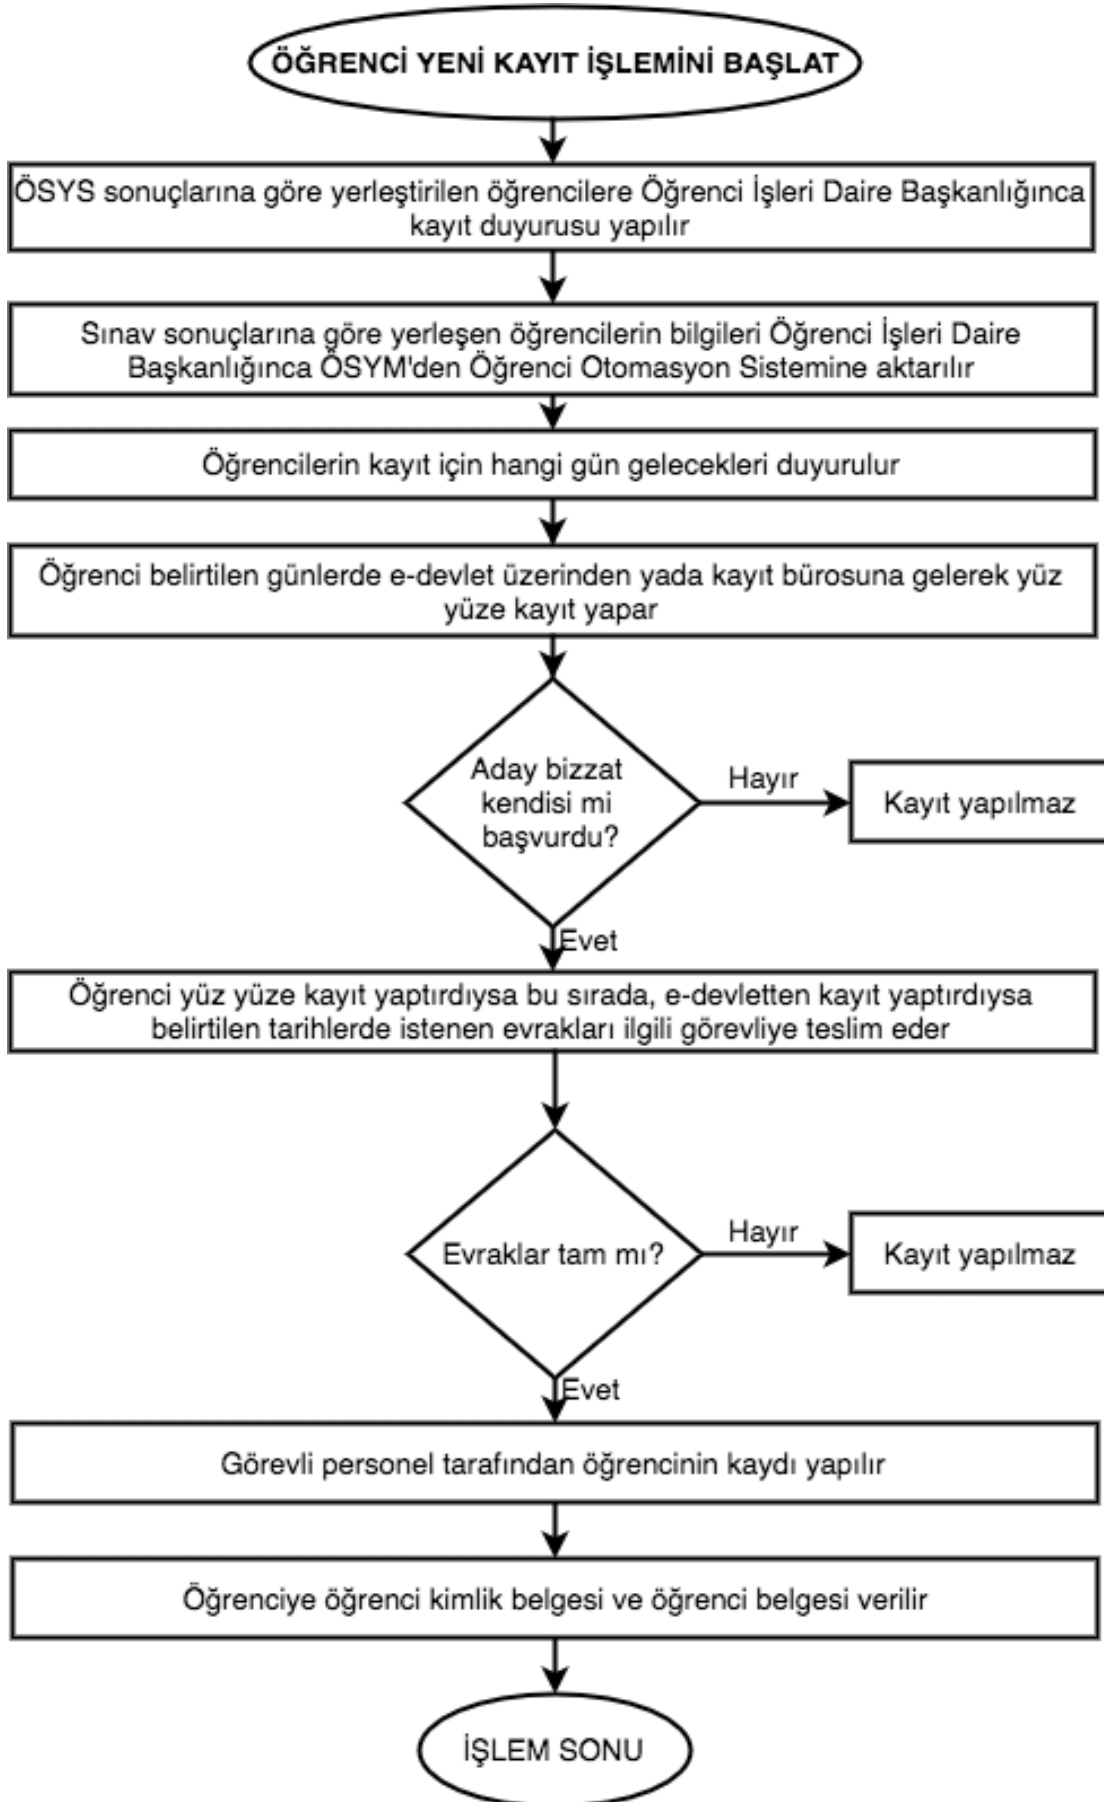 ÖĞRENCİ YENİ KAYIT İŞLEMİNİ BAŞLAT
ÖSYS sonuçlarına göre yerleştirilen öğrencilere Öğrenci İşleri Daire Başkanlığınca
kayıt duyurusu yapılır
Sınav sonuçlarına göre yerleşen öğrencilerin bilgileri Öğrenci İşleri Daire
Başkanlığınca ÖSYM'den Öğrenci Otomasyon Sistemine aktarılır
Öğrencilerin kayıt için hangi gün gelecekleri duyurulur
Öğrenci belirtilen günlerde e-devlet üzerinden yada kayıt bürosuna gelerek yüz
yüze kayıt yapar
Aday bizzat
kendisi mi
başvurdu?
Hayır
Kayıt yapılmaz
Evet
Öğrenci yüz yüze kayıt yaptırdıysa bu sırada, e-devletten kayıt yaptırdıysa
belirtilen tarihlerde istenen evrakları ilgili görevliye teslim eder
Evraklar tam mı?
Hayır
Kayıt yapılmaz
Evet
Görevli personel tarafından öğrencinin kaydı yapılır
Öğrenciye öğrenci kimlik belgesi ve öğrenci belgesi verilir
İŞLEM SONU